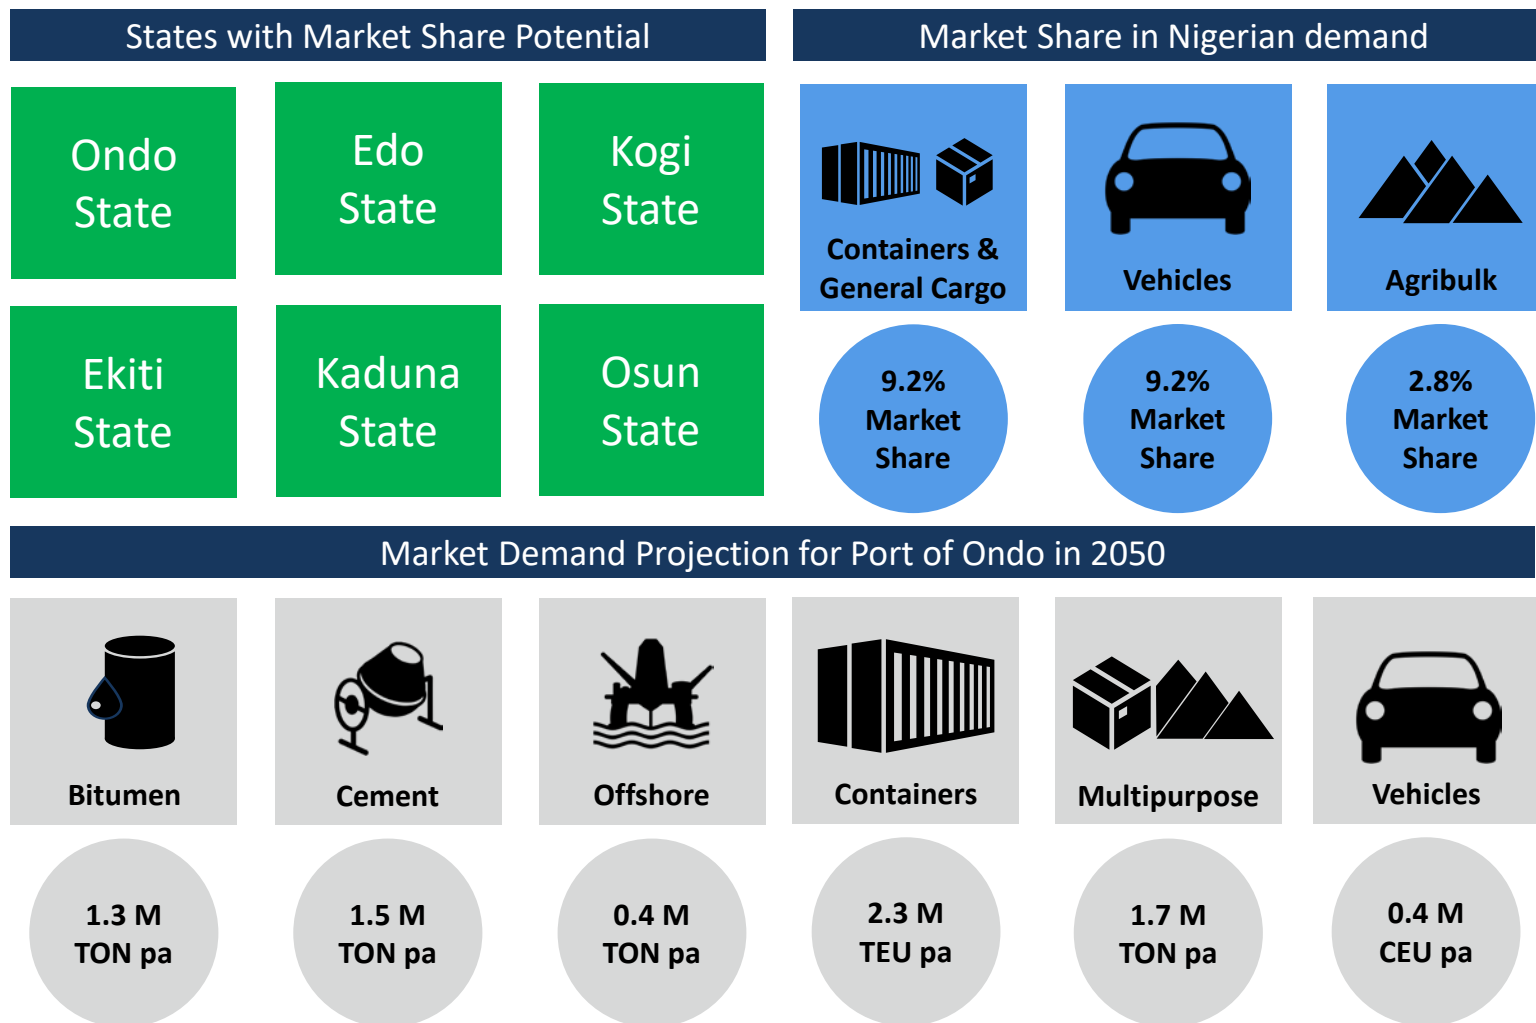 States with Market Share Potential
Market Share in Nigerian demand
Ondo
State
Edo
State
Kogi
State
Ekiti
State
Kaduna
State
Osun
State
Containers &
General Cargo
Vehicles
Agribulk
9.2%
Market
Share
9.2%
Market
Share
2.8%
Market
Share
Market Demand Projection for Port of Ondo in 2050
Bitumen
Cement
Offshore
Containers
Multipurpose
Vehicles
1.3 M
TON pa
1.5 M
TON pa
0.4 M
TON pa
2.3 M
TEU pa
1.7 M
TON pa
0.4 M
CEU pa